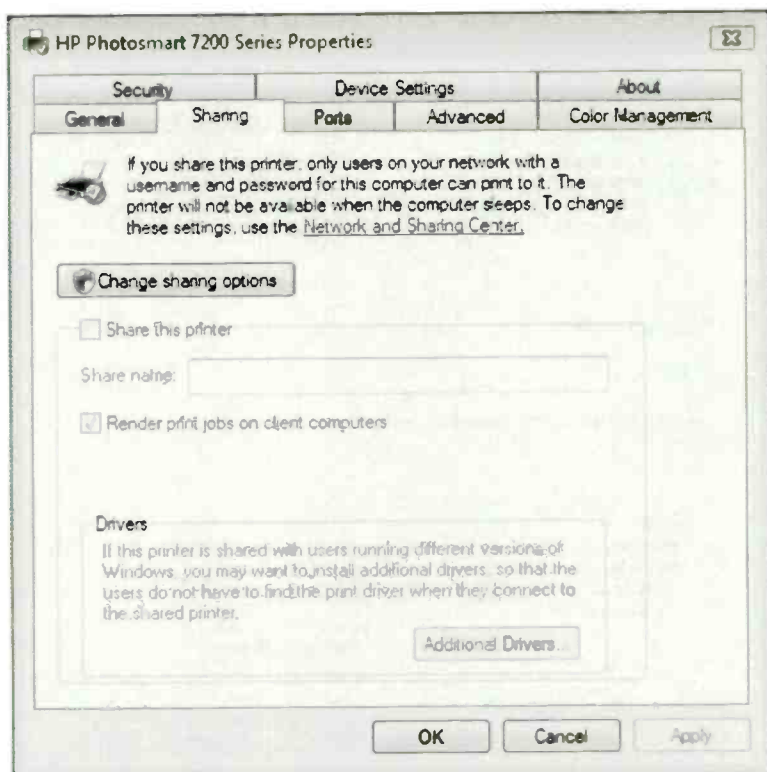 HP Photosmart 7200 Series Properties
Security Device Settings About
General Sharing Ports Advanced Color Management
If you share this printer, only users on your network with a
username and password for this computer can print to it. The
printer will not be available when the computer sleeps. To change
these settings, use the Network and Sharing Center.
Change sharing options
Share this printer
Share name:
Render print jobs on client computers
Drivers
If this printer is shared with users running different versions of
Windows, you may want to install additional drivers, so that the
users do not have to find the print driver when they connect to
the shared printer.
Additional Drivers...
OK Cancel Apply